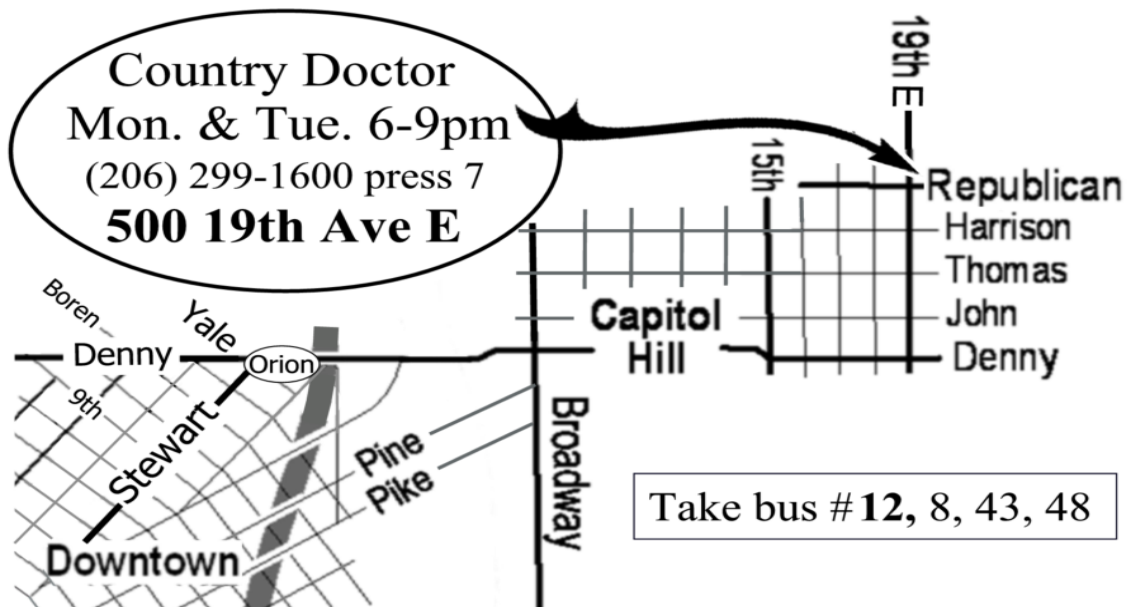 Country Doctor
Mon. & Tue. 6-9pm
(206) 299-1600 press 7
500 19th Ave E
19th E
15th
Republican
Harrison
Thomas
John
Denny
Capitol
Hill
Boren
Yale
Denny
Orion
9th
Stewart
Pine
Pike
Broadway
Downtown
Take bus #12, 8, 43, 48